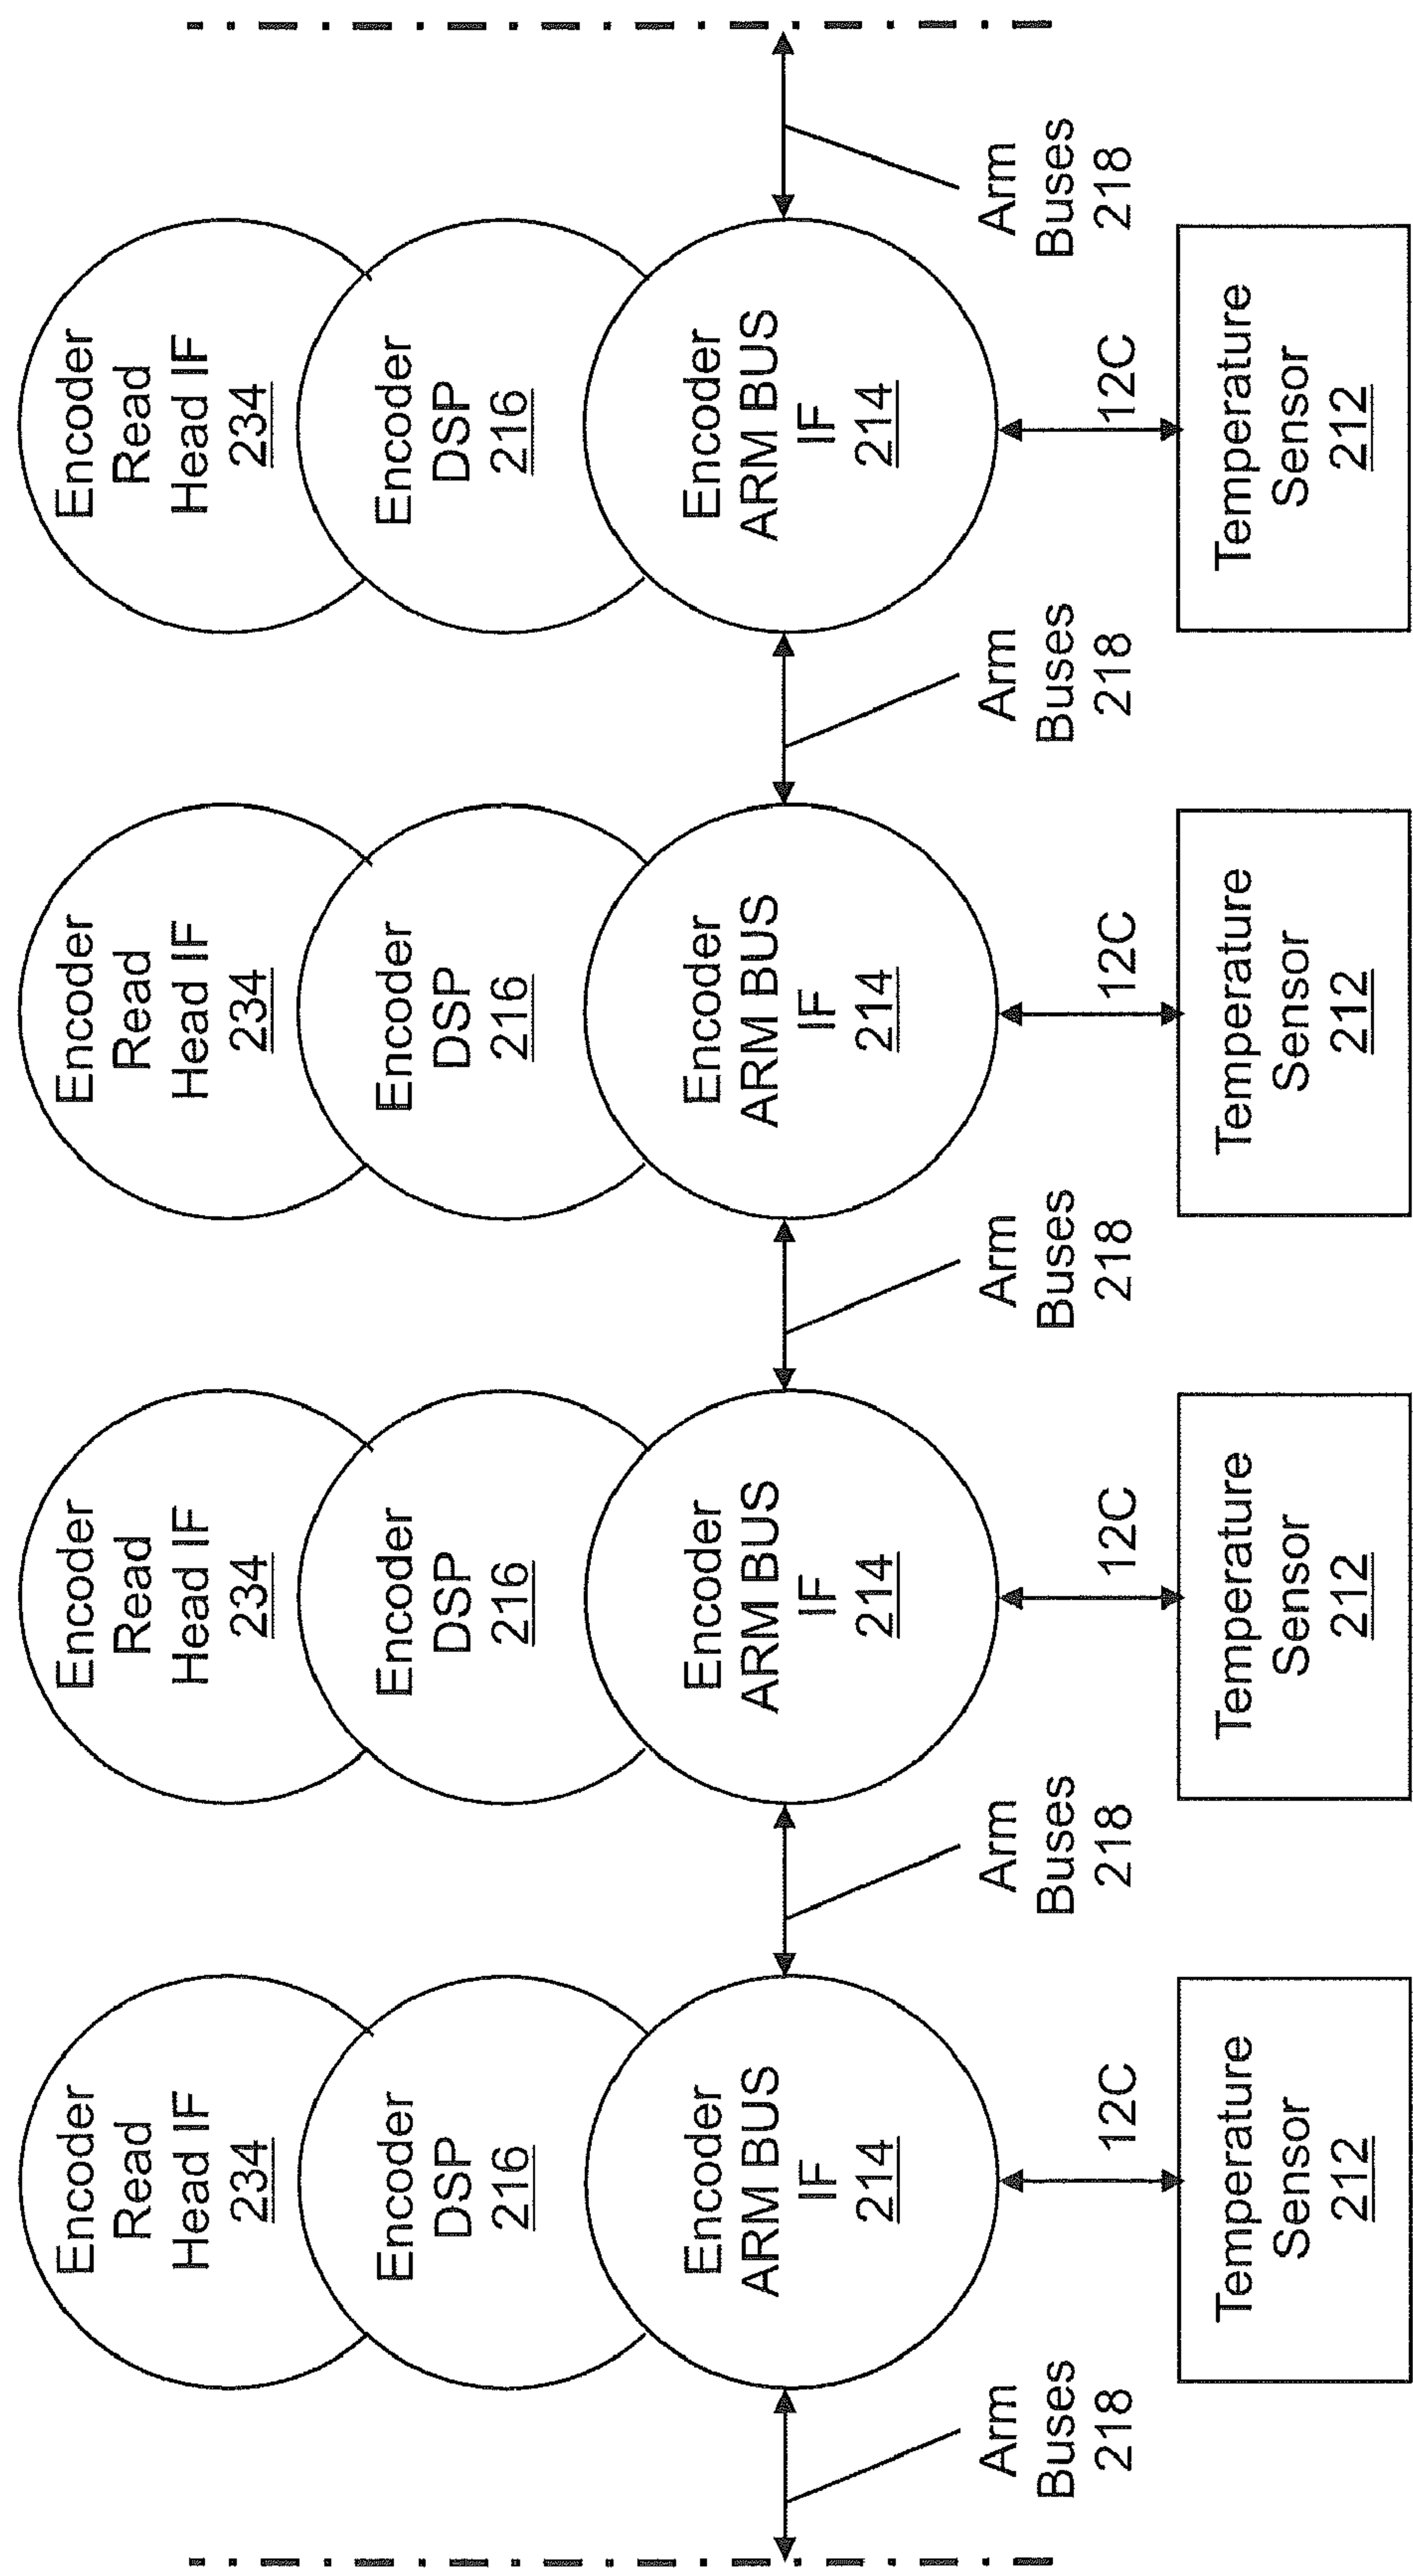 Encoder
Read
Head IF
234
Encoder
DSP
216
Encoder
ARM BUS
IF
214
Arm
Buses
218
12C
Temperature
Sensor
212
Encoder
Read
Head IF
234
Encoder
DSP
216
Encoder
ARM BUS
IF
214
Arm
Buses
218
12C
Temperature
Sensor
212
Encoder
Read
Head IF
234
Encoder
DSP
216
Encoder
ARM BUS
IF
214
Arm
Buses
218
12C
Temperature
Sensor
212
Encoder
Read
Head IF
234
Encoder
DSP
216
Encoder
ARM BUS
IF
214
Arm
Buses
218
12C
Temperature
Sensor
212
Arm
Buses
218